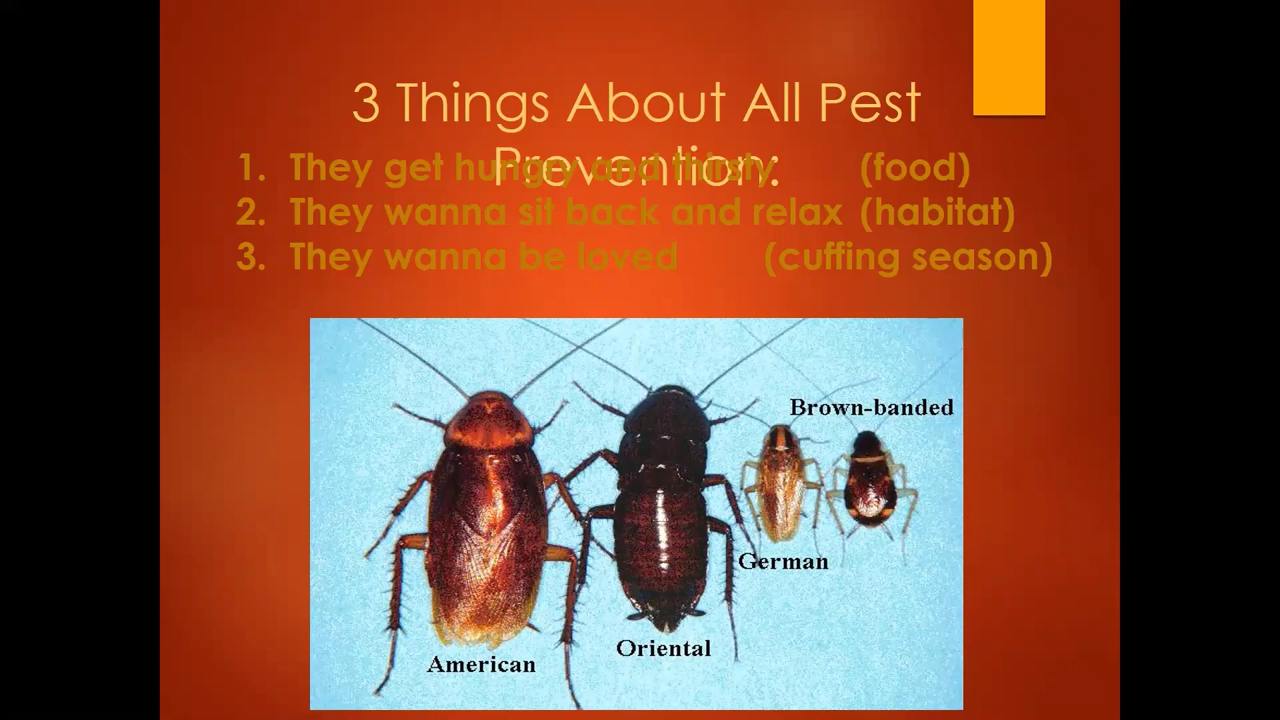 3 Things About All Pest
Prevention:
1. They get hungry and thirsty (food)
2. They wanna sit back and relax (habitat)
3. They wanna be loved (cuffing season)
Brown-banded
German
Oriental
American